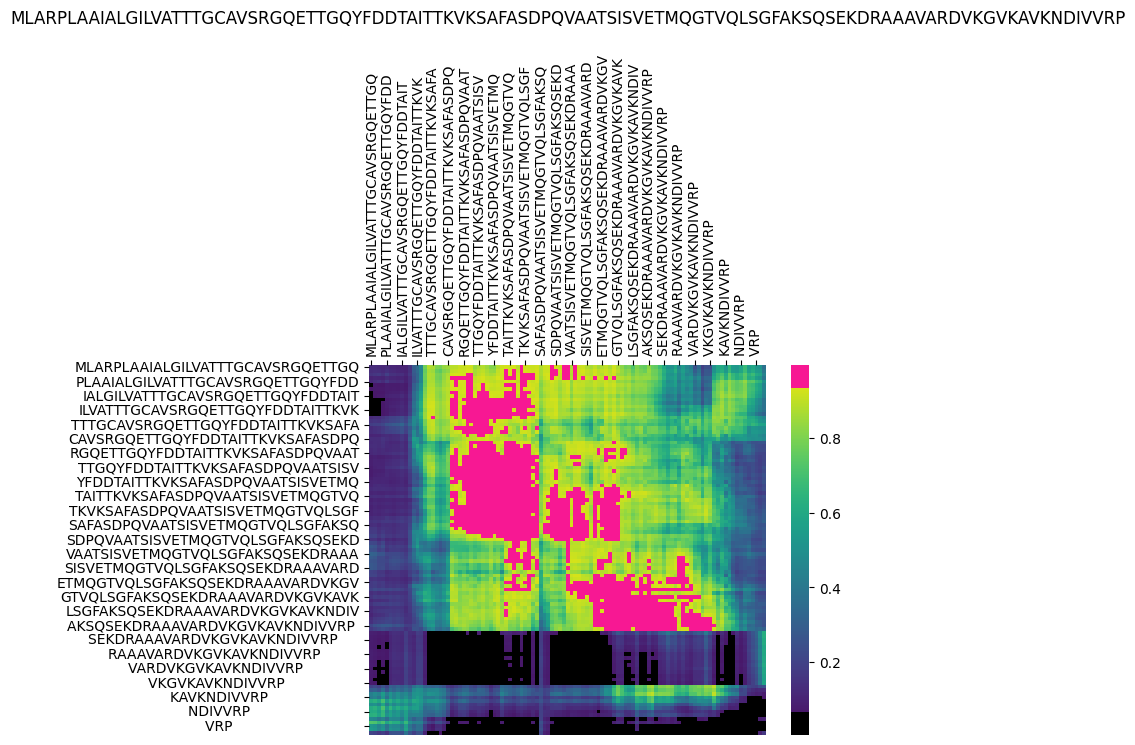 MLARPLAAIALGILVATTTGCAVSRGQETTGQYFDDTAITTKVKSAFASDPQVAATSISVETMQGTVQLSGFAKSQSEKDRAAAVARDVKGVKAVKNDIVVRP
MLARPLAAIALGILVATTTGCAVSRGQETTGQ
PLAAIALGILVATTTGCAVSRGQETTGQYFDD
IALGILVATTTGCAVSRGQETTGQYFDDTAIT
ILVATTTGCAVSRGQETTGQYFDDTAITTKVK
TTTGCAVSRGQETTGQYFDDTAITTKVKSAFA
CAVSRGQETTGQYFDDTAITTKVKSAFASDPQ
RGQETTGQYFDDTAITTKVKSAFASDPQVAAT
TTGQYFDDTAITTKVKSAFASDPQVAATSISV
YFDDTAITTKVKSAFASDPQVAATSISVETMQ
TAITTKVKSAFASDPQVAATSISVETMQGTVQ
TKVKSAFASDPQVAATSISVETMQGTVQLSGF
SAFASDPQVAATSISVETMQGTVQLSGFAKSQ
SDPQVAATSISVETMQGTVQLSGFAKSQSEKD
VAATSISVETMQGTVQLSGFAKSQSEKDRAAA
SISVETMQGTVQLSGFAKSQSEKDRAAAVARD
ETMQGTVQLSGFAKSQSEKDRAAAVARDVKGV
GTVQLSGFAKSQSEKDRAAAVARDVKGVKAVK
LSGFAKSQSEKDRAAAVARDVKGVKAVKNDIV
AKSQSEKDRAAAVARDVKGVKAVKNDIVVRP
SEKDRAAAVARDVKGVKAVKNDIVVRP
RAAAVARDVKGVKAVKNDIVVRP
VARDVKGVKAVKNDIVVRP
VKGVKAVKNDIVVRP
KAVKNDIVVRP
NDIVVRP
VRP
MLARPLAAIALGILVATTTGCAVSRGQETTGQ
PLAAIALGILVATTTGCAVSRGQETTGQYFDD
IALGILVATTTGCAVSRGQETTGQYFDDTAIT
ILVATTTGCAVSRGQETTGQYFDDTAITTKVK
TTTGCAVSRGQETTGQYFDDTAITTKVKSAFA
CAVSRGQETTGQYFDDTAITTKVKSAFASDPQ
RGQETTGQYFDDTAITTKVKSAFASDPQVAAT
TTGQYFDDTAITTKVKSAFASDPQVAATSISV
YFDDTAITTKVKSAFASDPQVAATSISVETMQ
TAITTKVKSAFASDPQVAATSISVETMQGTVQ
TKVKSAFASDPQVAATSISVETMQGTVQLSGF
SAFASDPQVAATSISVETMQGTVQLSGFAKSQ
SDPQVAATSISVETMQGTVQLSGFAKSQSEKD
VAATSISVETMQGTVQLSGFAKSQSEKDRAAA
SISVETMQGTVQLSGFAKSQSEKDRAAAVARD
ETMQGTVQLSGFAKSQSEKDRAAAVARDVKGV
GTVQLSGFAKSQSEKDRAAAVARDVKGVKAVK
LSGFAKSQSEKDRAAAVARDVKGVKAVKNDIV
AKSQSEKDRAAAVARDVKGVKAVKNDIVVRP
SEKDRAAAVARDVKGVKAVKNDIVVRP
RAAAVARDVKGVKAVKNDIVVRP
VARDVKGVKAVKNDIVVRP
VKGVKAVKNDIVVRP
KAVKNDIVVRP
NDIVVRP
VRP
0.8
0.6
0.4
0.2